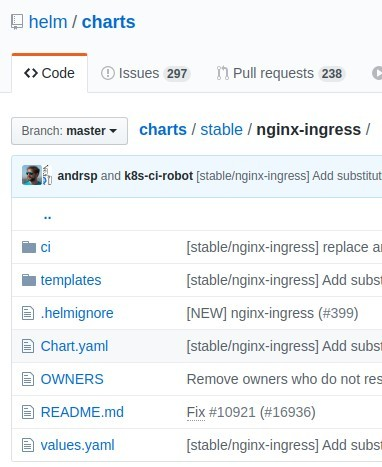 helm / charts
Code Issues 297 Pull requests 238
Branch: master charts / stable / nginx-ingress /
andrsp and k8s-ci-robot [stable/nginx-ingress] Add substitut
..
ci [stable/nginx-ingress] replace an
templates [stable/nginx-ingress] Add subst
.helmignore [NEW] nginx-ingress (#399)
Chart.yaml [stable/nginx-ingress] Add subst
OWNERS Remove owners who do not res
README.md Fix #10921 (#16936)
values.yaml [stable/nginx-ingress] Add subst